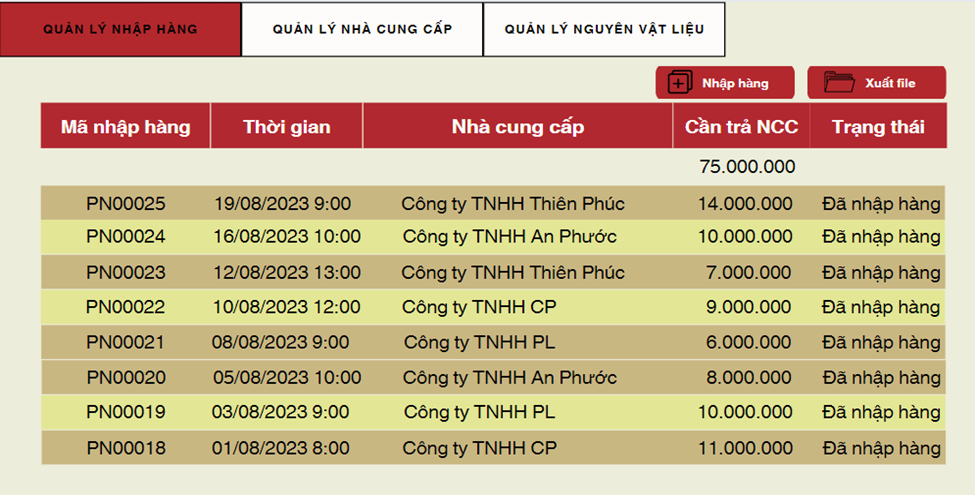 QUẢN LÝ NHẬP HÀNG QUẢN LÝ NHÀ CUNG CẤP QUẢN LÝ NGUYÊN VẬT LIỆU
Nhập hàng Xuất file
Mã nhập hàng Thời gian Nhà cung cấp Cần trả NCC Trạng thái
75.000.000
PN00025 19/08/2023 9:00 Công ty TNHH Thiên Phúc 14.000.000 Đã nhập hàng
PN00024 16/08/2023 10:00 Công ty TNHH An Phước 10.000.000 Đã nhập hàng
PN00023 12/08/2023 13:00 Công ty TNHH Thiên Phúc 7.000.000 Đã nhập hàng
PN00022 10/08/2023 12:00 Công ty TNHH CP 9.000.000 Đã nhập hàng
PN00021 08/08/2023 9:00 Công ty TNHH PL 6.000.000 Đã nhập hàng
PN00020 05/08/2023 10:00 Công ty TNHH An Phước 8.000.000 Đã nhập hàng
PN00019 03/08/2023 9:00 Công ty TNHH PL 10.000.000 Đã nhập hàng
PN00018 01/08/2023 8:00 Công ty TNHH CP 11.000.000 Đã nhập hàng